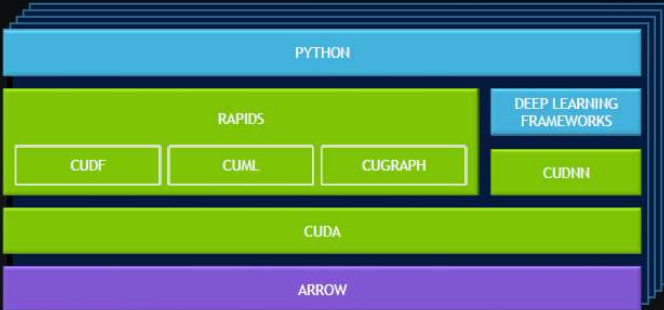 PYTHON
RAPIDS
DEEP LEARNING
FRAMEWORKS
CUDF
CUML
CUGRAPH
CUDNN
CUDA
ARROW